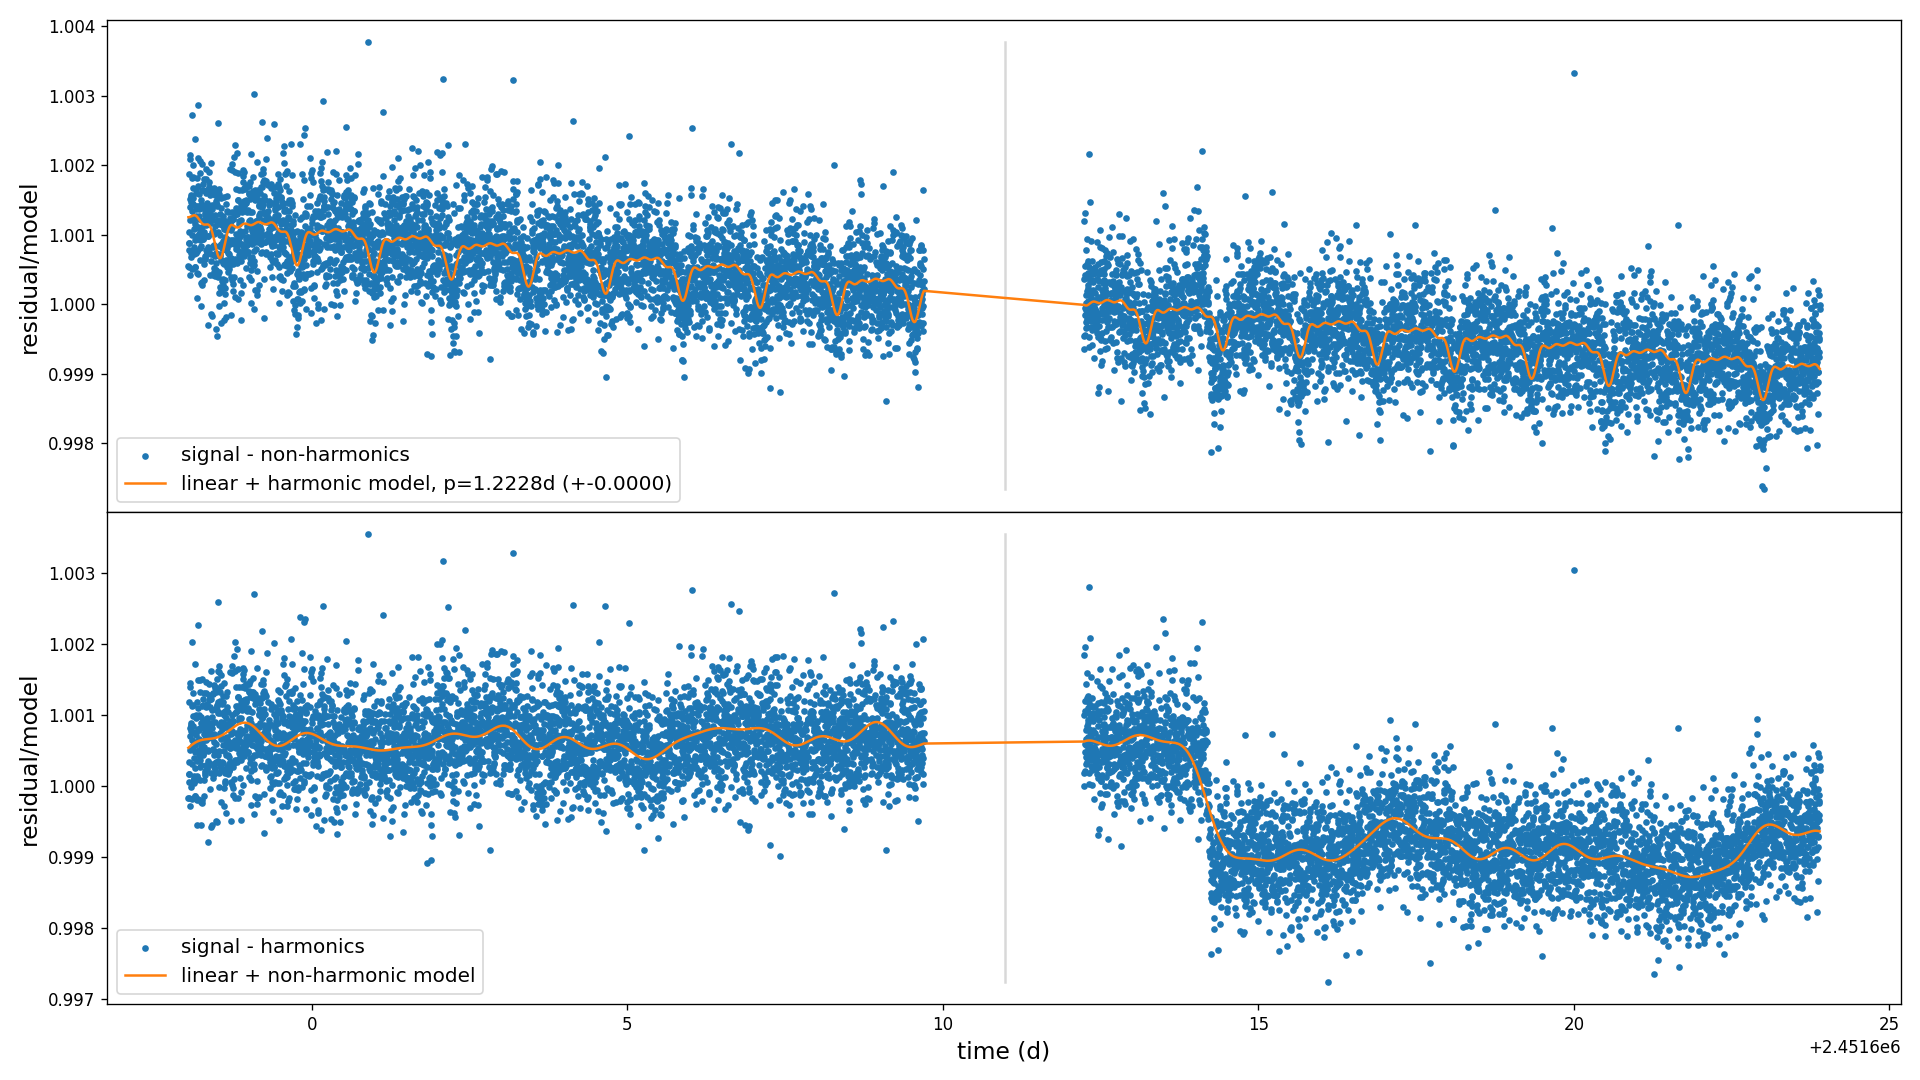 1.004
1.003
1.002
1.001
1.000
0.999
0.998
residual/model
signal - non-harmonics
linear + harmonic model, p=1.2228d (+-0.0000)
1.003
1.002
1.001
1.000
0.999
0.998
0.997
residual/model
signal - harmonics
linear + non-harmonic model
0 5 10 15 20 25
time (d)
+2.4516e6